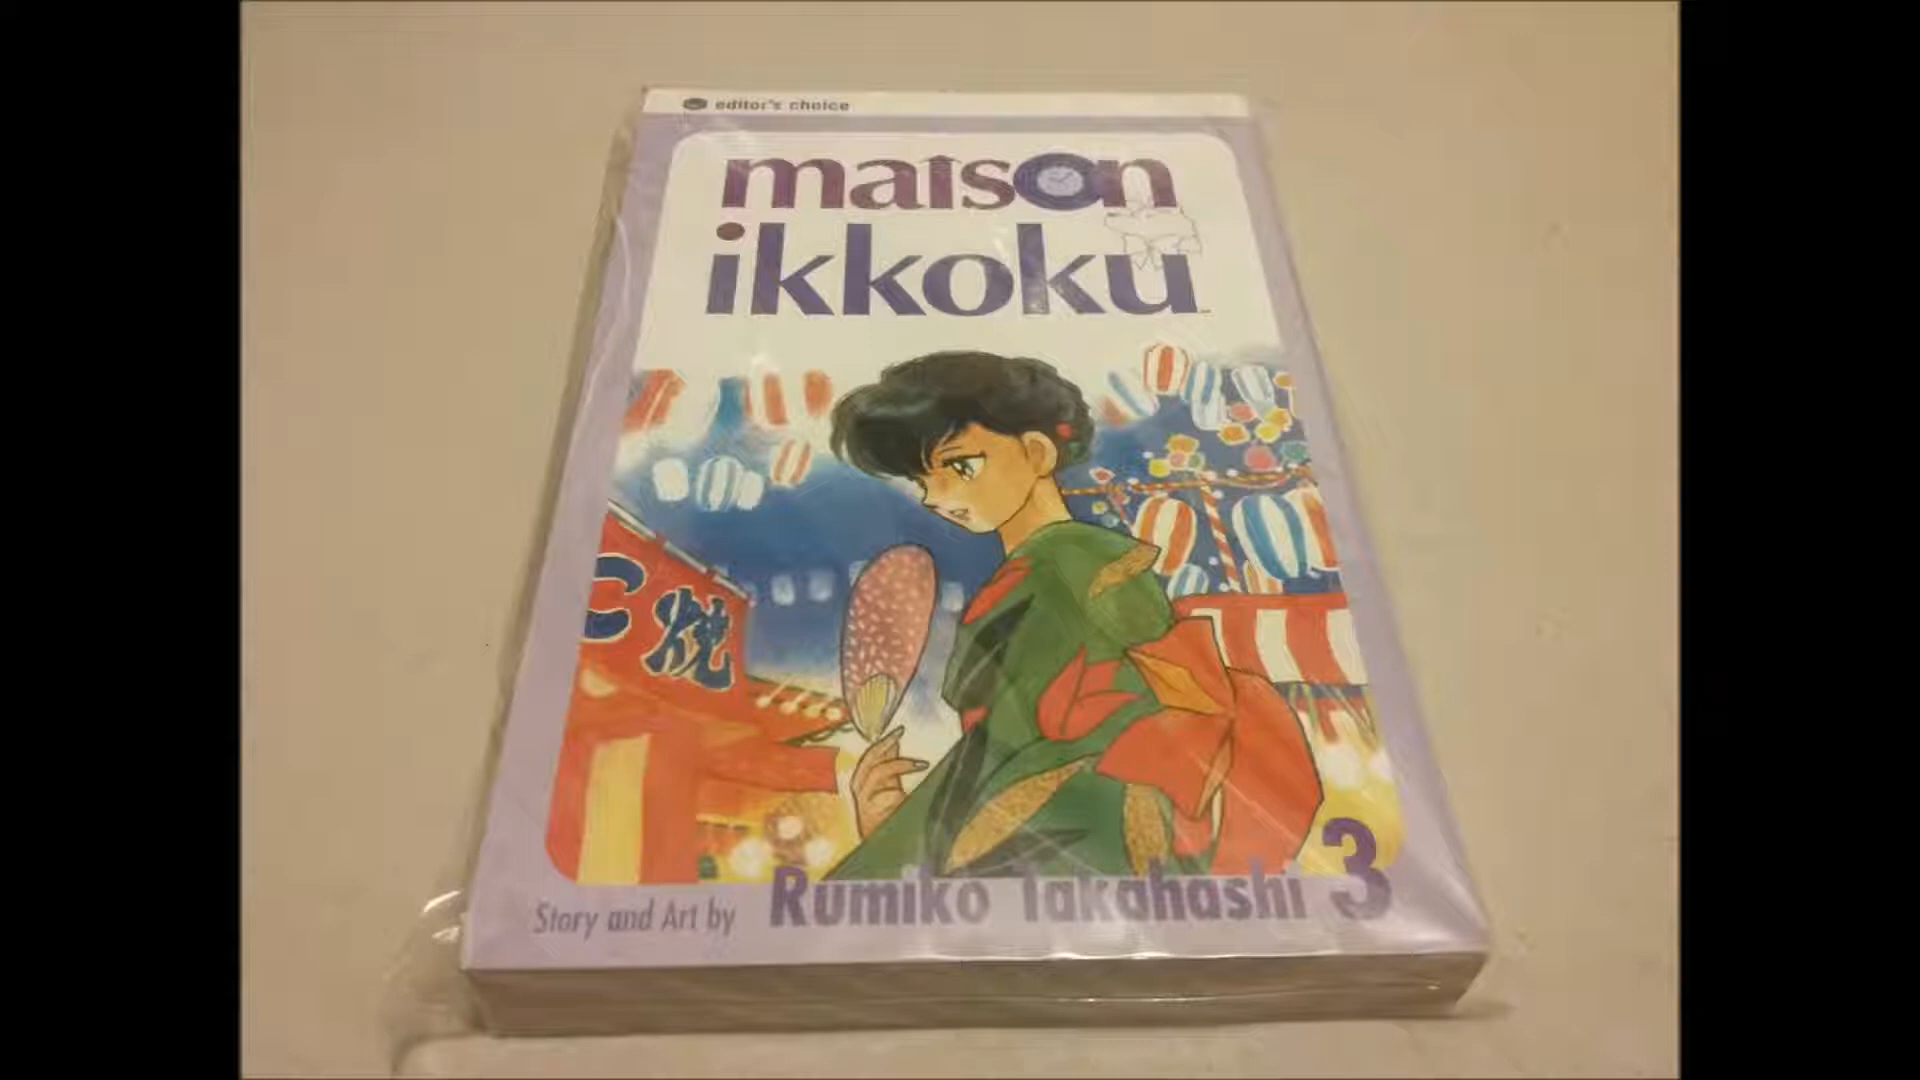 editor's choice
maison
ikkoku
焼
Story and Art by Rumiko Takahashi 3